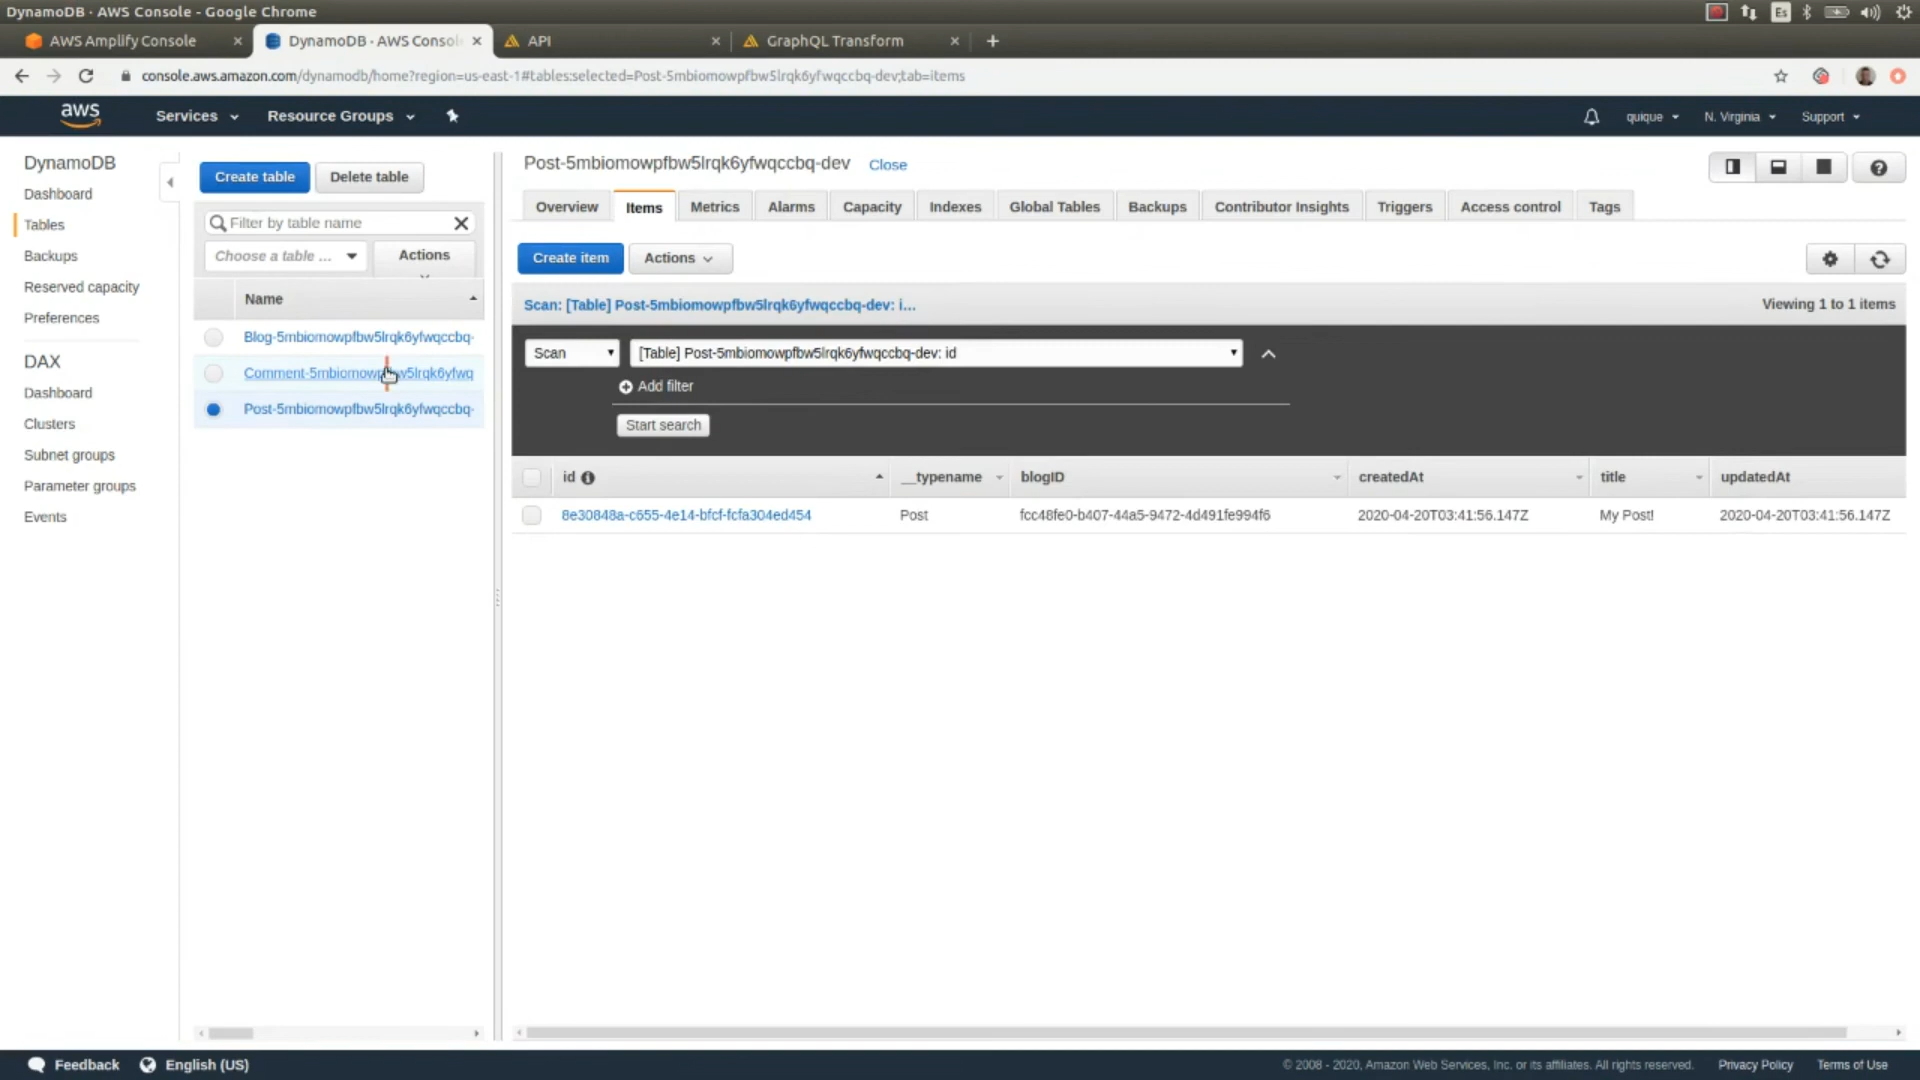 DynamoDB · AWS Console - Google Chrome
Es
AWS Amplify Console
DynamoDB · AWS Consol
API
GraphQL Transform
console.aws.amazon.com/dynamodb/home?region=us-east-1#tables:selected=Post-5mbiomowpfbw5lrqk6yfwqccbq-dev;tab=items
aws
Services
Resource Groups
quique
N. Virginia
Support
DynamoDB
Dashboard
Tables
Backups
Reserved capacity
Preferences
DAX
Dashboard
Clusters
Subnet groups
Parameter groups
Events
Create table
Delete table
Filter by table name
Choose a table ...
Actions
Name
Blog-5mbiomowpfbw5lrqk6yfwqccbq-
Comment-5mbiomowpfbw5lrqk6yfwq
Post-5mbiomowpfbw5lrqk6yfwqccbq-
Post-5mbiomowpfbw5lrqk6yfwqccbq-dev
Close
Overview
Items
Metrics
Alarms
Capacity
Indexes
Global Tables
Backups
Contributor Insights
Triggers
Access control
Tags
Create item
Actions
Scan: [Table] Post-5mbiomowpfbw5lrqk6yfwqccbq-dev: i...
Viewing 1 to 1 items
Scan
[Table] Post-5mbiomowpfbw5lrqk6yfwqccbq-dev: id
Add filter
Start search
id
__typename
blogID
createdAt
title
updatedAt
8e30848a-c655-4e14-bfcf-fcfa304ed454
Post
fcc48fe0-b407-44a5-9472-4d491fe994f6
2020-04-20T03:41:56.147Z
My Post!
2020-04-20T03:41:56.147Z
Feedback
English (US)
© 2008 - 2020, Amazon Web Services, Inc. or its affiliates. All rights reserved.
Privacy Policy
Terms of Use